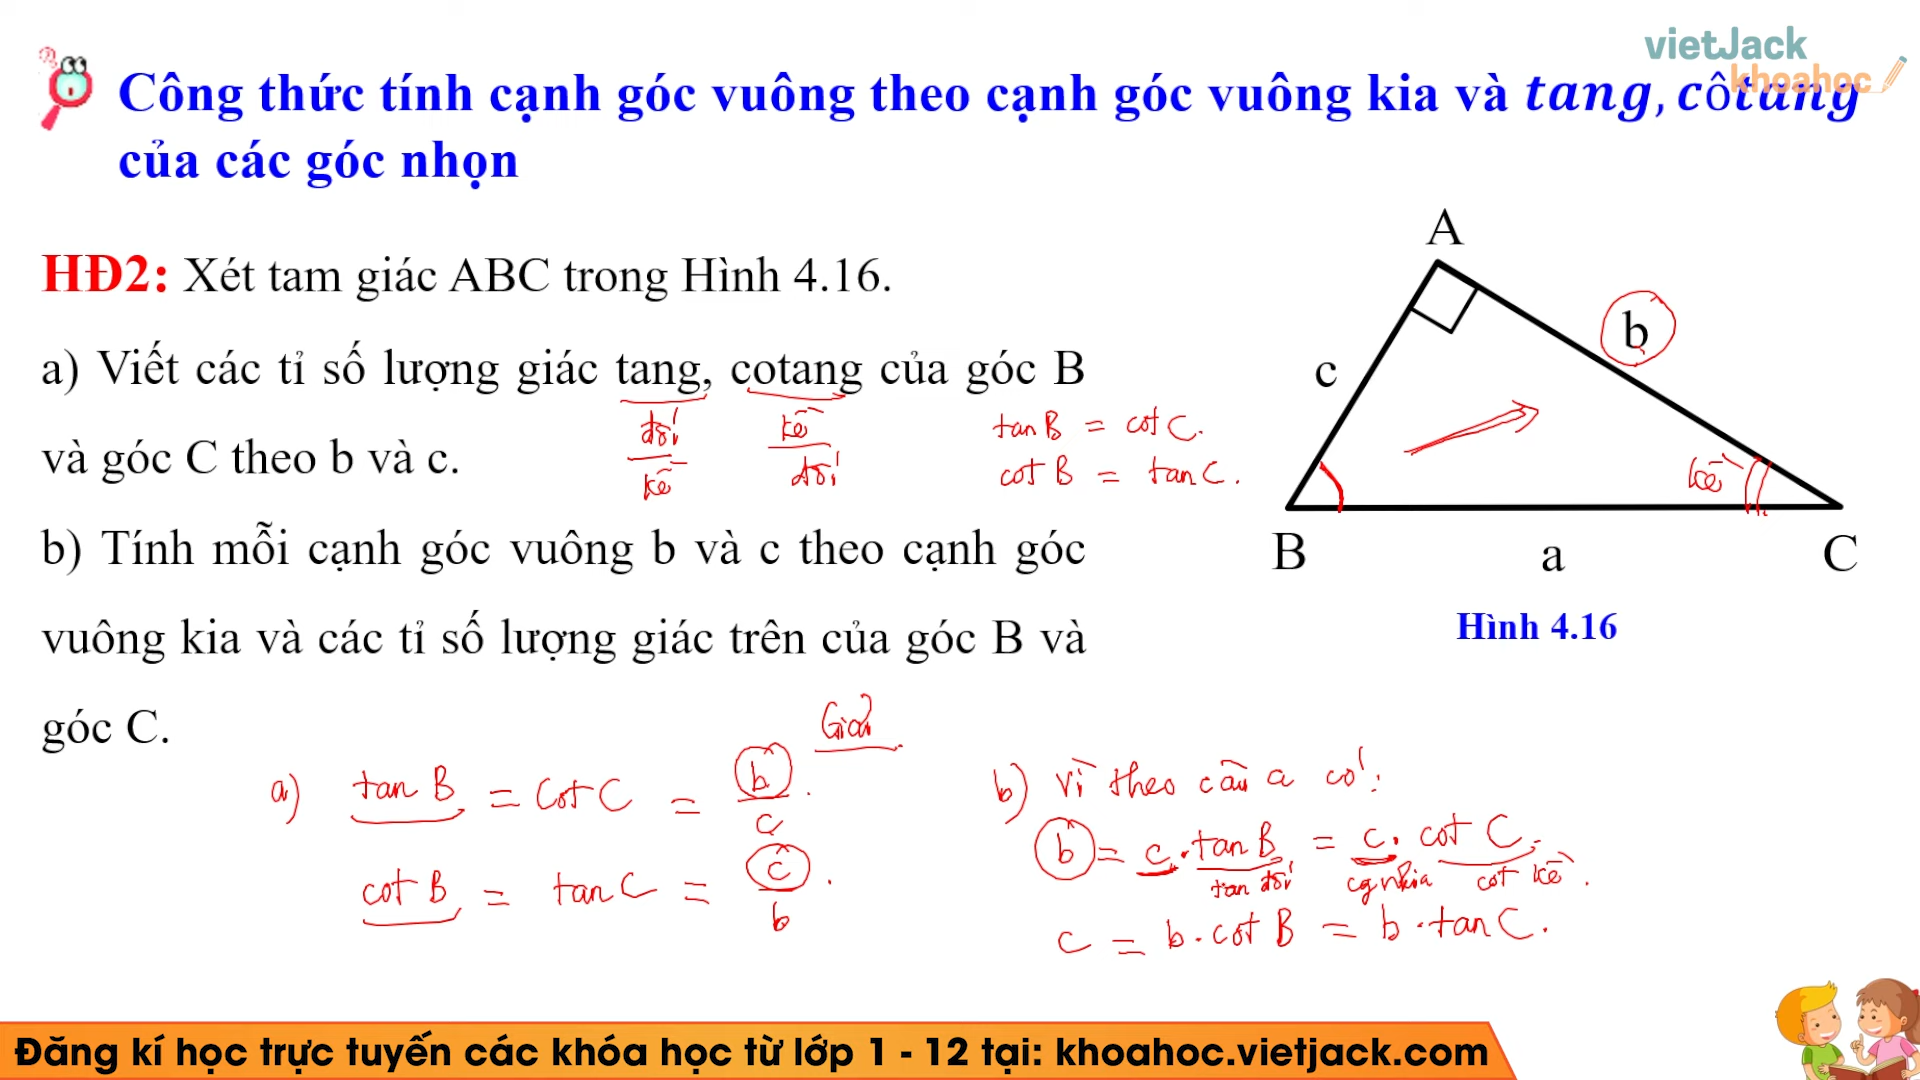 vietJack
khoahoc
Công thức tính cạnh góc vuông theo cạnh góc vuông kia và tang, côtang
của các góc nhọn
HĐ2: Xét tam giác ABC trong Hình 4.16.
a) Viết các tỉ số lượng giác tang, cotang của góc B
đối
kề
kề
đối
và góc C theo b và c.
tanB = cot C.
cot B = tan C.
b) Tính mỗi cạnh góc vuông b và c theo cạnh góc
vuông kia và các tỉ số lượng giác trên của góc B và
góc C.
A
b
c
kề
B
a
C
Hình 4.16
Giải
a) tan B = Cot C = b/c.
cot B = tan C = c/b.
b) Vì theo câu a có:
b = c . tan B = c . cot C.
tan đối cgv kia cot kề.
c = b . cot B = b . tan C.
Đăng kí học trực tuyến các khóa học từ lớp 1 - 12 tại: khoahoc.vietjack.com